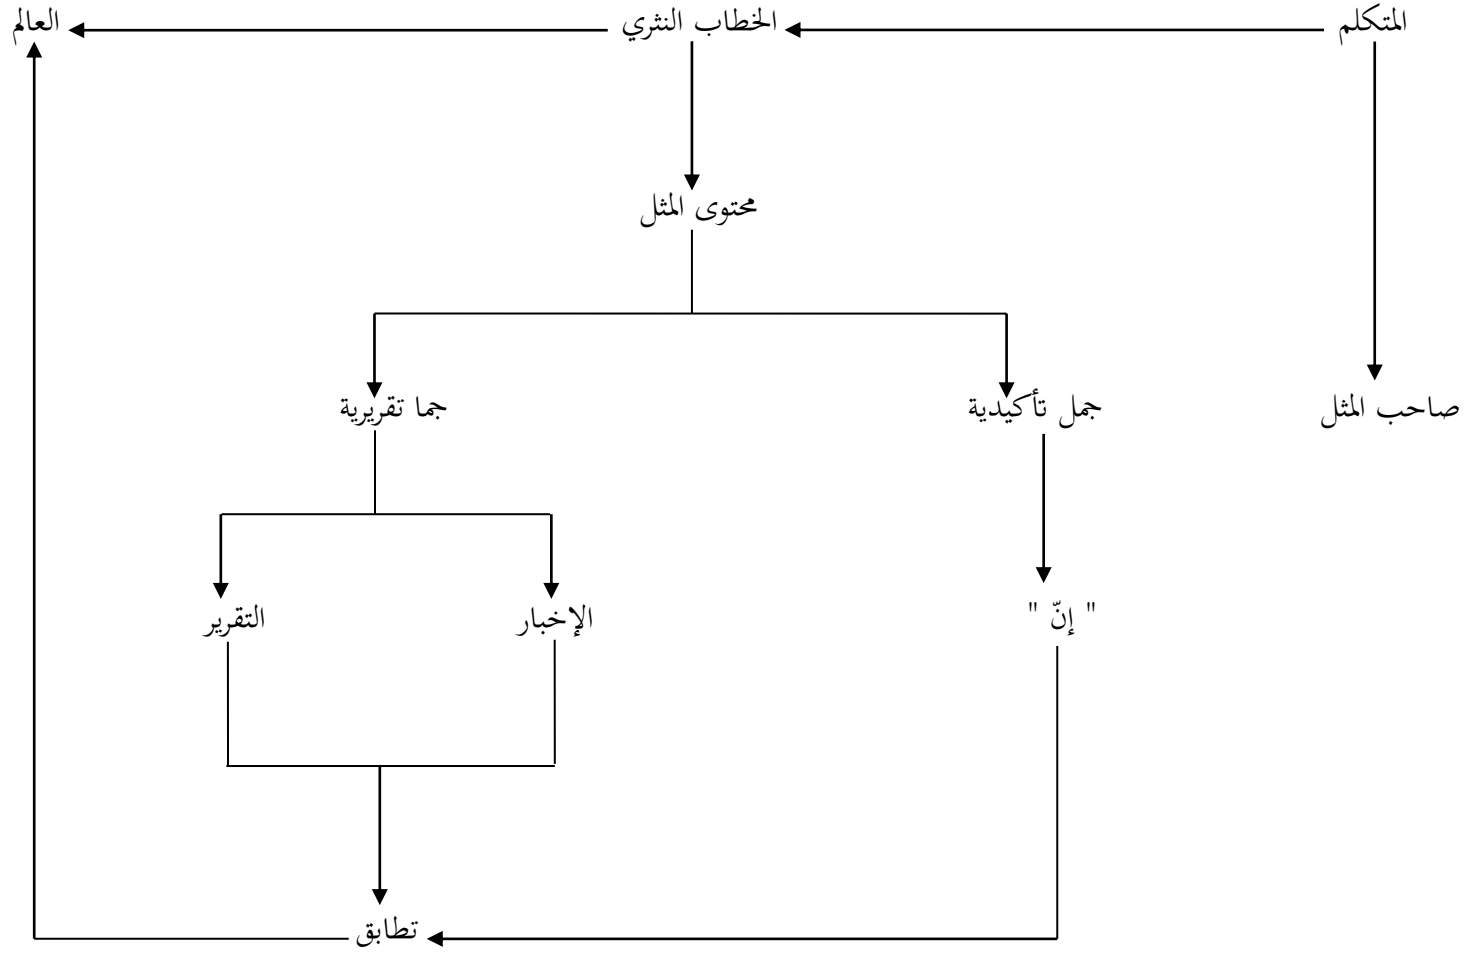 المتكلم
الخطاب النثري
العالم
محتوى المثل
صاحب المثل
جمل تأكيدية
جما تقريرية
" إنّ "
الإخبار
التقرير
تطابق